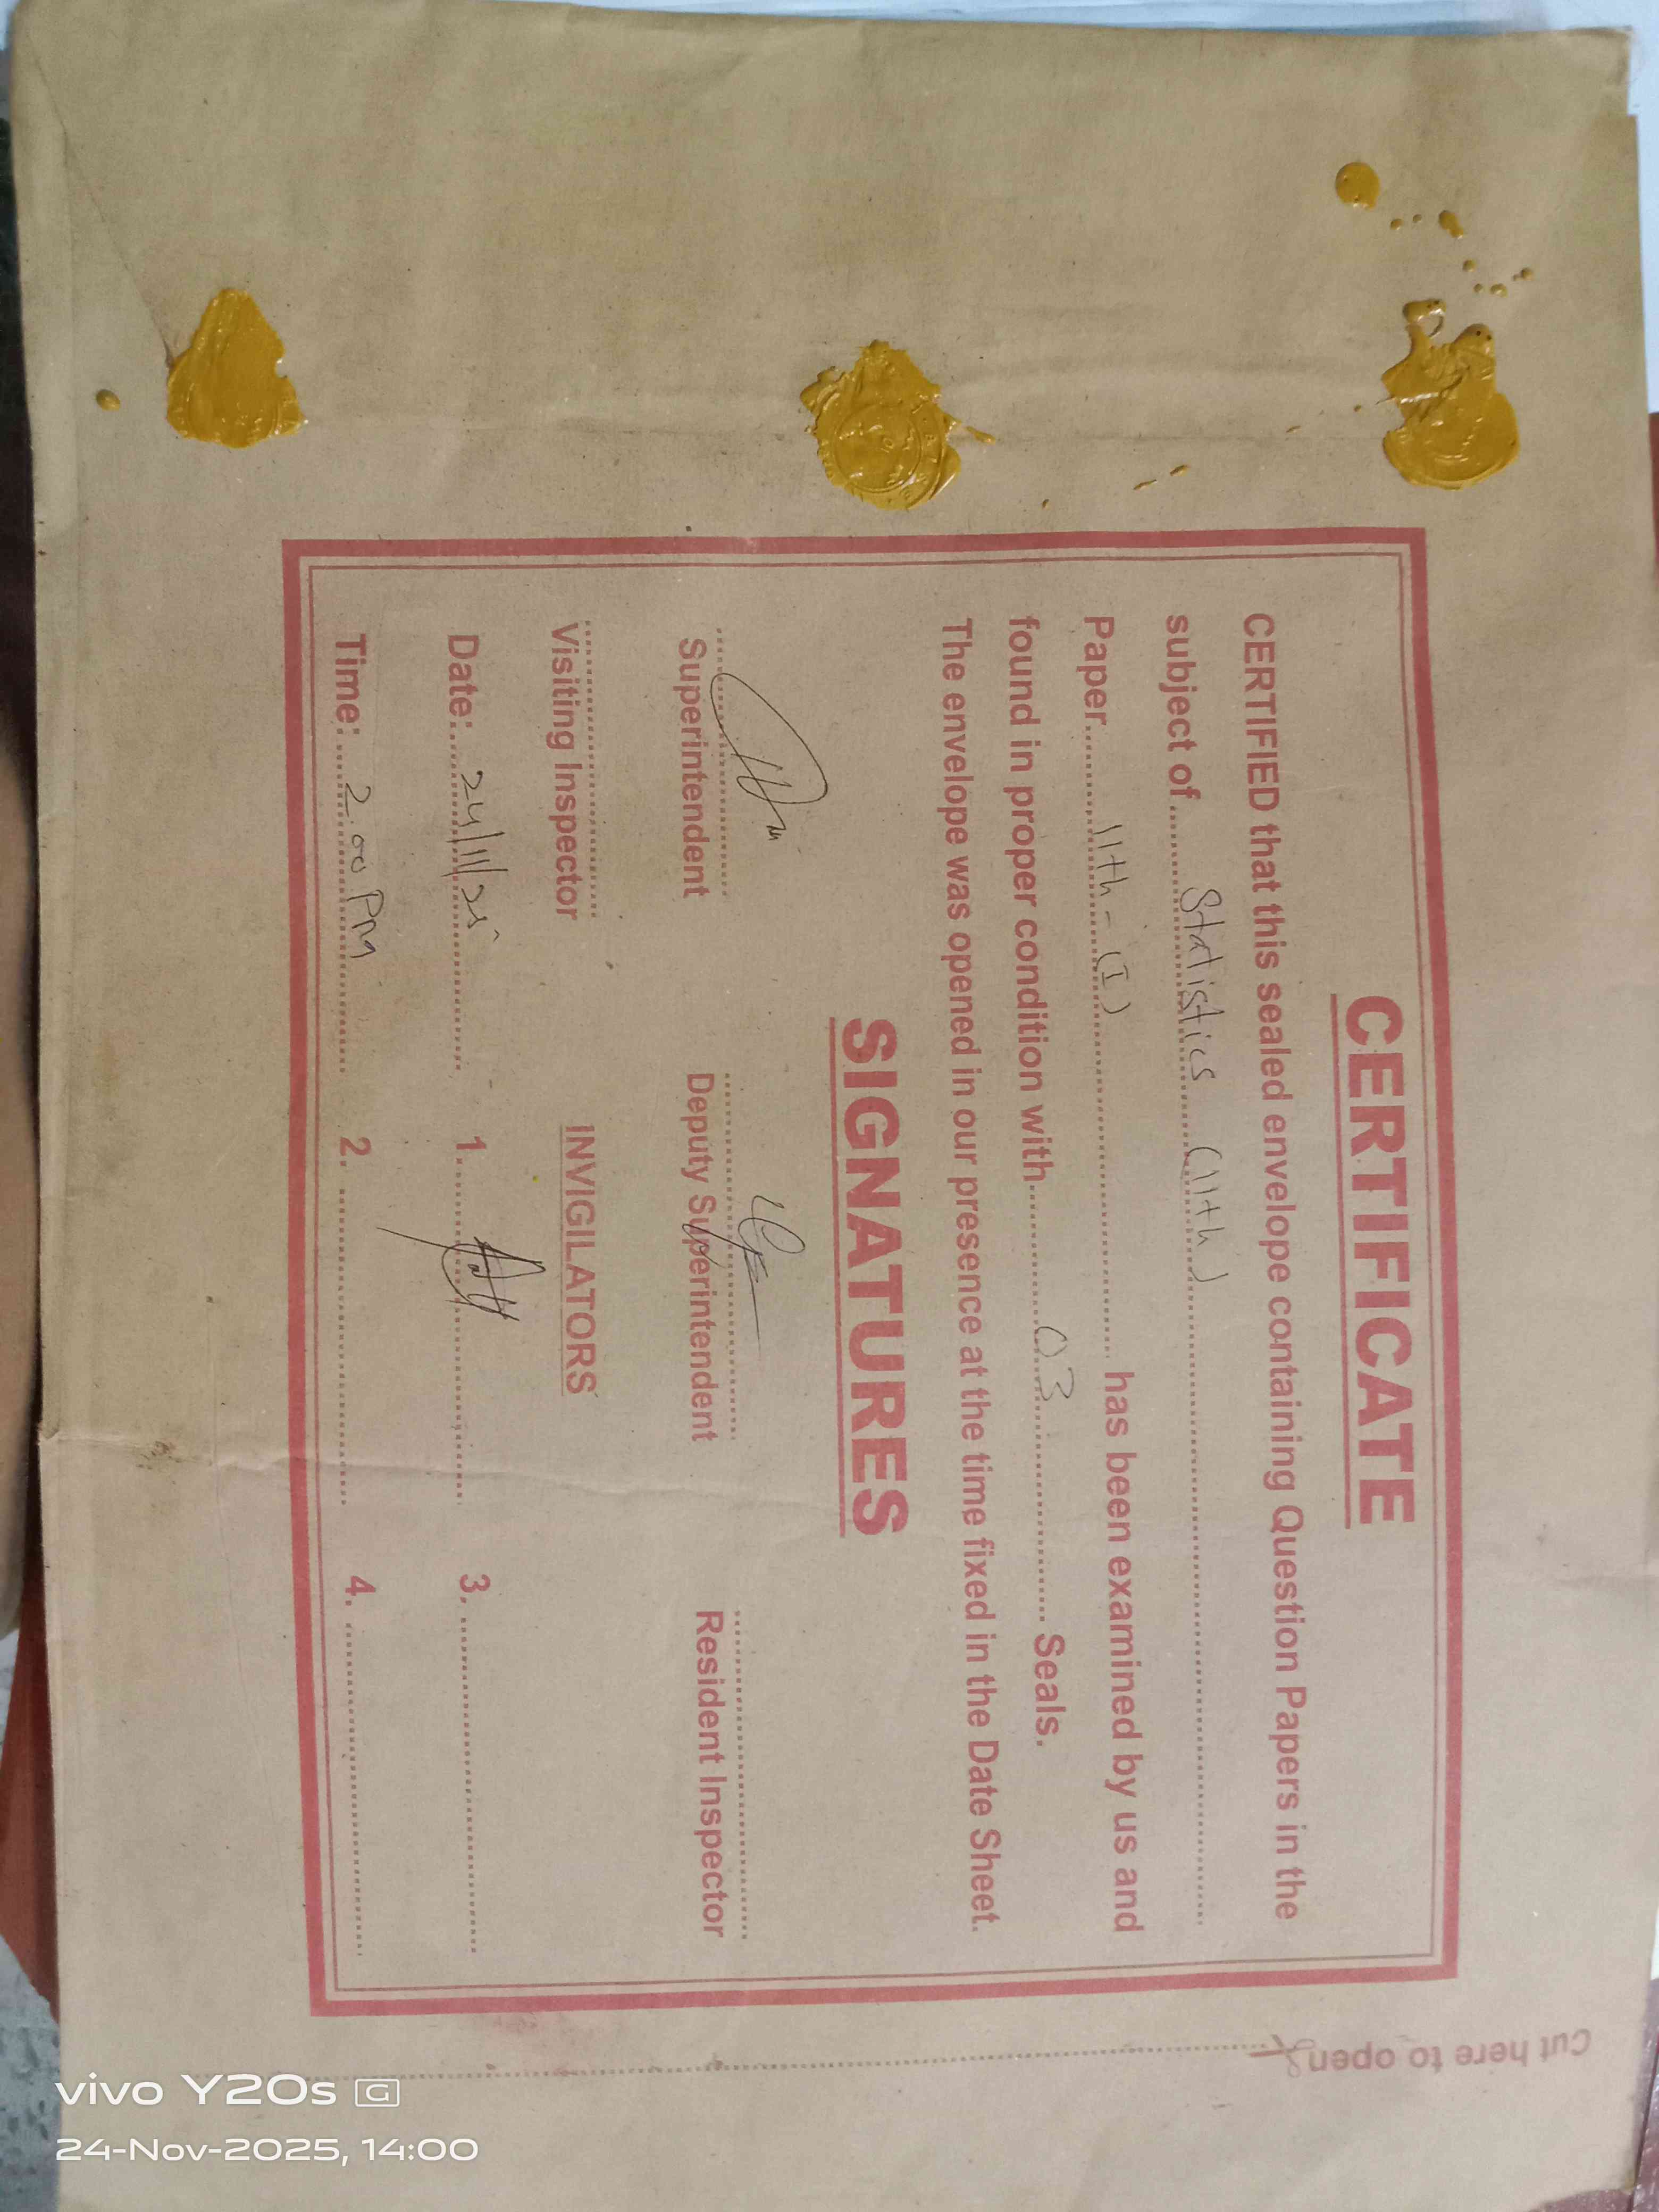 CERTIFICATE
CERTIFIED that this sealed envelope containing Question Papers in the
subject of Statistics (11th)
Paper 11th-(I) has been examined by us and
found in proper condition with 03 Seals.
The envelope was opened in our presence at the time fixed in the Date Sheet.
SIGNATURES
Superintendent Deputy Superintendent Resident Inspector
Visiting Inspector INVIGILATORS
Date: 24/11/25 1. 3.
Time: 2.00 PM 2. 4.
Cut here to open
vivo Y20s G
24-Nov-2025, 14:00